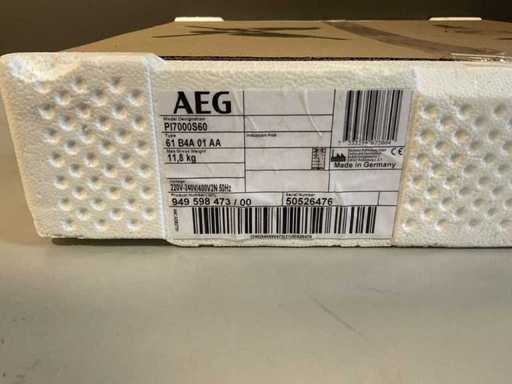 AEG
Model Designation
PI7000S60
Type
61 B4A 01 AA
Max Gross Weight
11,8 kg
Made in Germany
Voltage
220V-240V/400V2N 50Hz
Serial Number
949 598 473 / 00
50526476